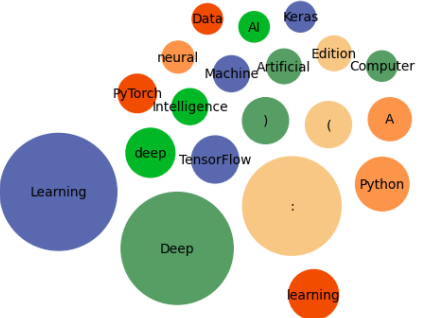 Data
AI
Keras
neural
Machine
Artificial
Edition
Computer
PyTorch
Intelligence
)
(
A
deep
TensorFlow
Learning
Python
:
Deep
learning